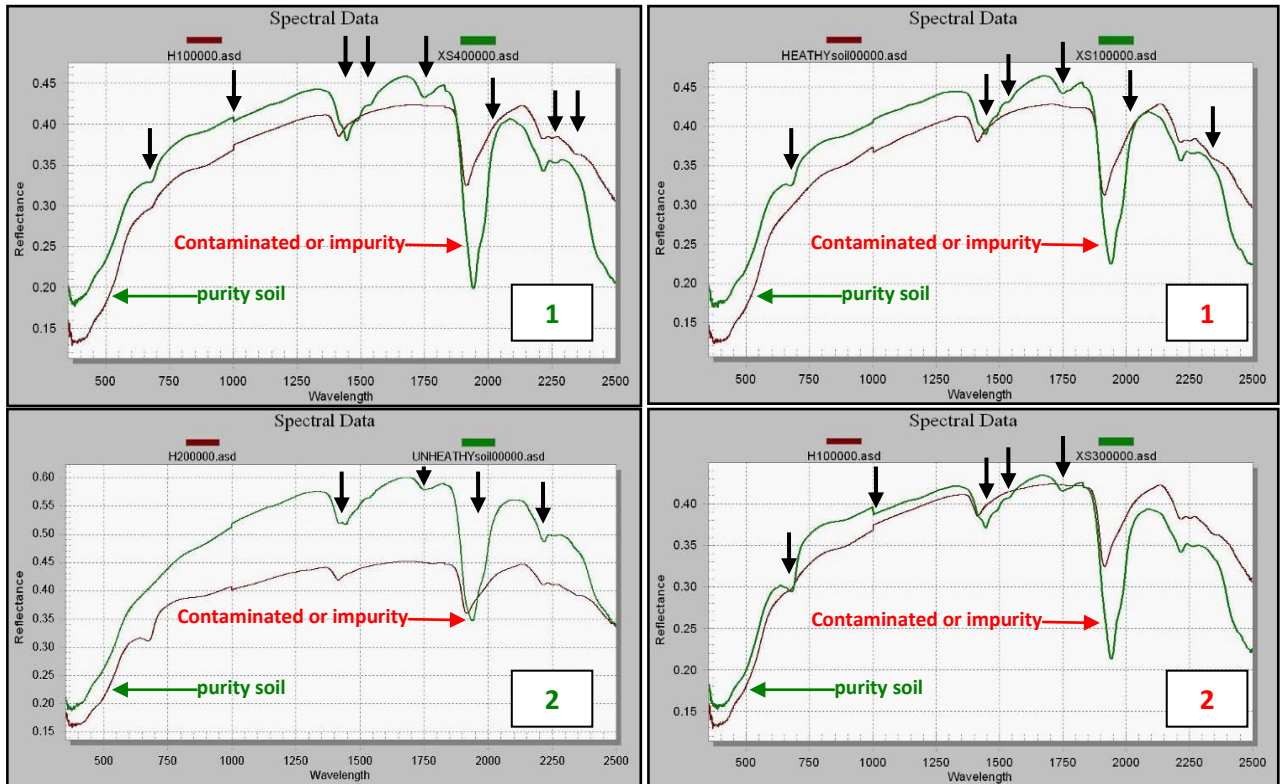 Spectral Data
H100000.asd XS400000.asd
0.45
0.40
0.35
0.30
0.25
0.20
0.15
Reflectance
Contaminated or impurity
purity soil
1
500 750 1000 1250 1500 1750 2000 2250 2500
Wavelength
Spectral Data
HEATHYsoil00000.asd XS100000.asd
0.45
0.40
0.35
0.30
0.25
0.20
0.15
Reflectance
Contaminated or impurity
purity soil
1
500 750 1000 1250 1500 1750 2000 2250 2500
Wavelength
Spectral Data
H200000.asd UNHEATHYsoil00000.asd
0.60
0.55
0.50
0.45
0.40
0.35
0.30
0.25
0.20
0.15
Reflectance
Contaminated or impurity
purity soil
2
500 750 1000 1250 1500 1750 2000 2250 2500
Wavelength
Spectral Data
H100000.asd XS300000.asd
0.40
0.35
0.30
0.25
0.20
0.15
Reflectance
Contaminated or impurity
purity soil
2
500 750 1000 1250 1500 1750 2000 2250 2500
Wavelength